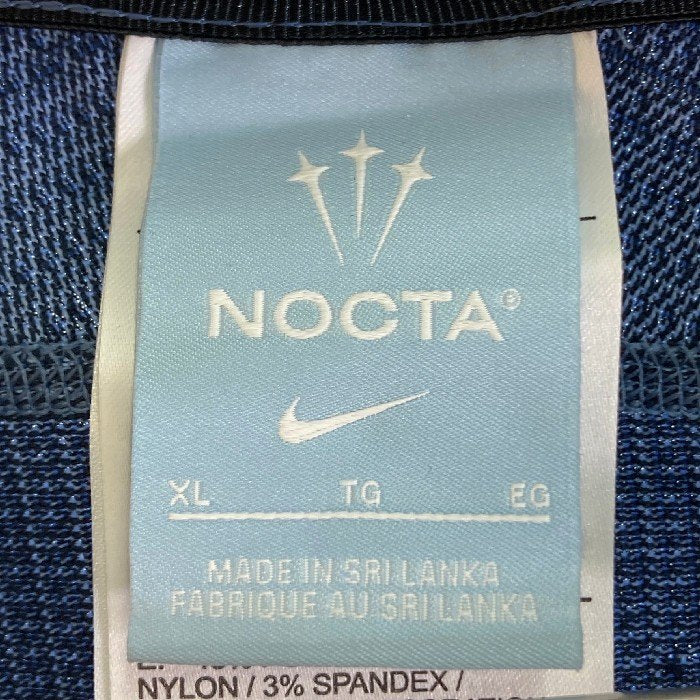 NOCTA®
XL TG EG
MADE IN SRI LANKA
FABRIQUE AU SRI LANKA
NYLON / 3% SPANDEX /